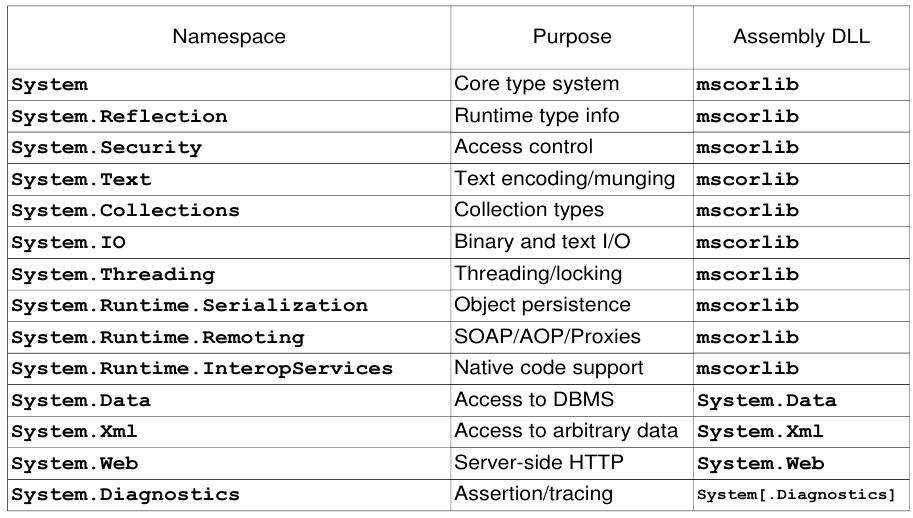 Namespace Purpose Assembly DLL
System Core type system mscorlib
System.Reflection Runtime type info mscorlib
System.Security Access control mscorlib
System.Text Text encoding/munging mscorlib
System.Collections Collection types mscorlib
System.IO Binary and text I/O mscorlib
System.Threading Threading/locking mscorlib
System.Runtime.Serialization Object persistence mscorlib
System.Runtime.Remoting SOAP/AOP/Proxies mscorlib
System.Runtime.InteropServices Native code support mscorlib
System.Data Access to DBMS System.Data
System.Xml Access to arbitrary data System.Xml
System.Web Server-side HTTP System.Web
System.Diagnostics Assertion/tracing System[.Diagnostics]